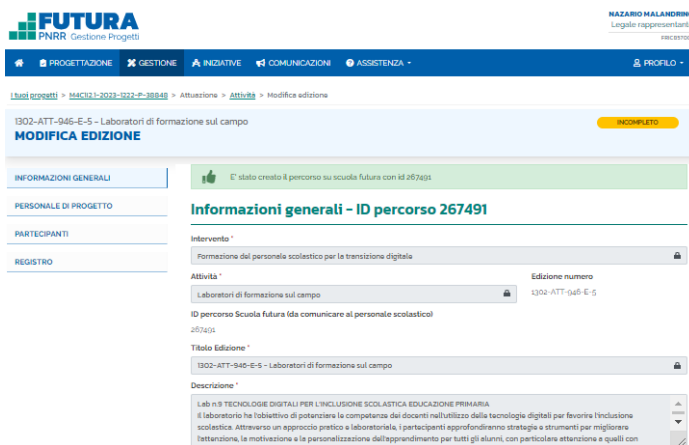 FUTURA
PNRR Gestione Progetti
NAZARIO MALANDRINO
Legale rappresentante
PROGETTAZIONE GESTIONE INIZIATIVE COMUNICAZIONI ASSISTENZA PROFILO
I tuoi progetti > M4C1I2.1-2023-1222-P-38848 > Attuazione > Attività > Modifica edizione
1302-ATT-946-E-5 - Laboratori di formazione sul campo
MODIFICA EDIZIONE
INCOMPLETO
INFORMAZIONI GENERALI
PERSONALE DI PROGETTO
PARTECIPANTI
REGISTRO
E' stato creato il percorso su scuola futura con id 267491
Informazioni generali - ID percorso 267491
Intervento *
Formazione del personale scolastico per la transizione digitale
Attività * Edizione numero
Laboratori di formazione sul campo 1302-ATT-946-E-5
ID percorso Scuola futura (da comunicare al personale scolastico)
267491
Titolo Edizione *
1302-ATT-946-E-5 - Laboratori di formazione sul campo
Descrizione *
Lab n.9 TECNOLOGIE DIGITALI PER L'INCLUSIONE SCOLASTICA EDUCAZIONE PRIMARIA
Il laboratorio ha l'obiettivo di potenziare le competenze dei docenti nell'utilizzo delle tecnologie digitali per favorire l'inclusione
scolastica. Attraverso un approccio pratico e laboratoriale, i partecipanti approfondiranno strategie e strumenti per migliorare
l'attenzione, la motivazione e la personalizzazione dell'apprendimento per tutti gli alunni, con particolare attenzione a quelli con